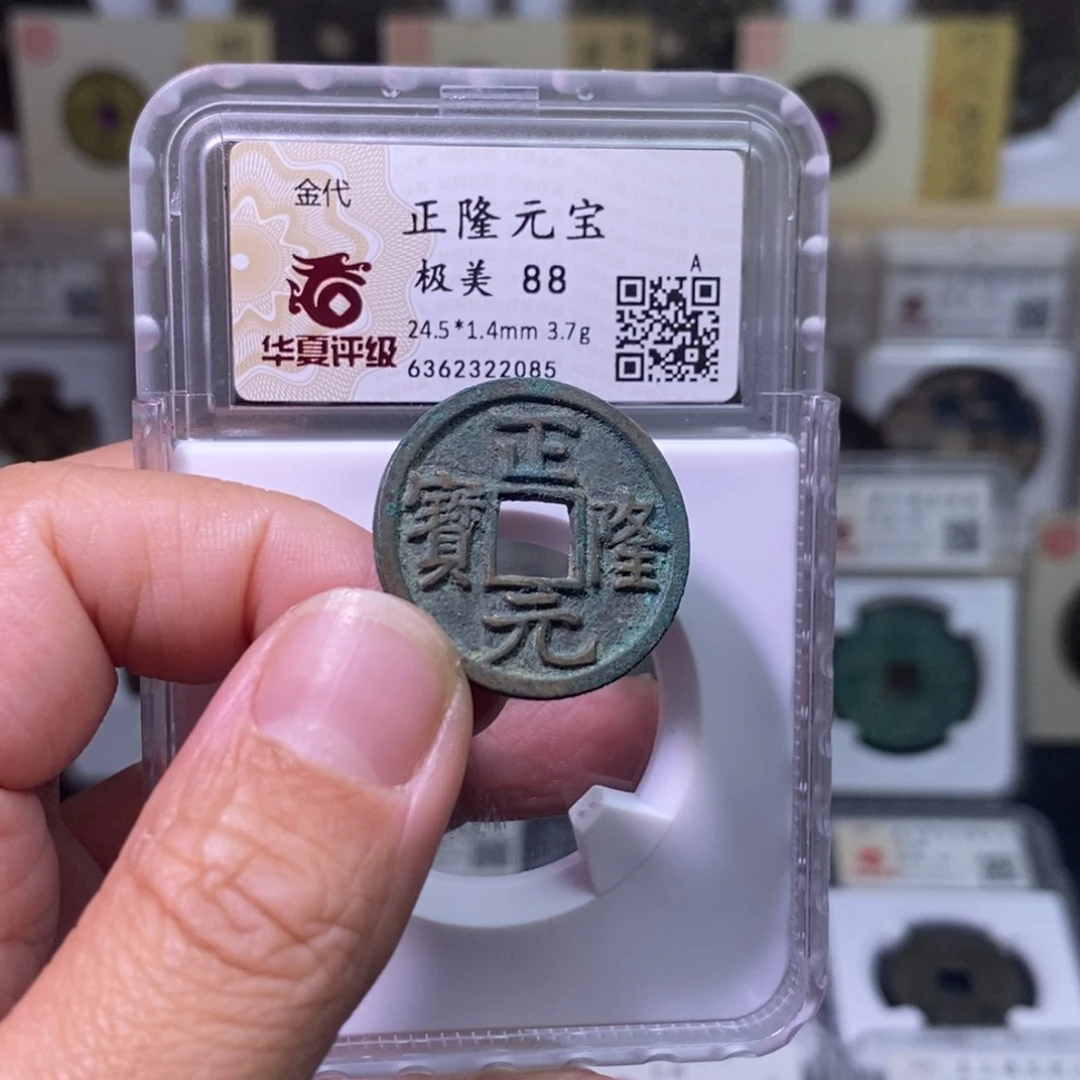 金代
正隆元宝
极美 88
A
华夏评级
24.5*1.4mm 3.7g
6362322085
正
隆
元
寶